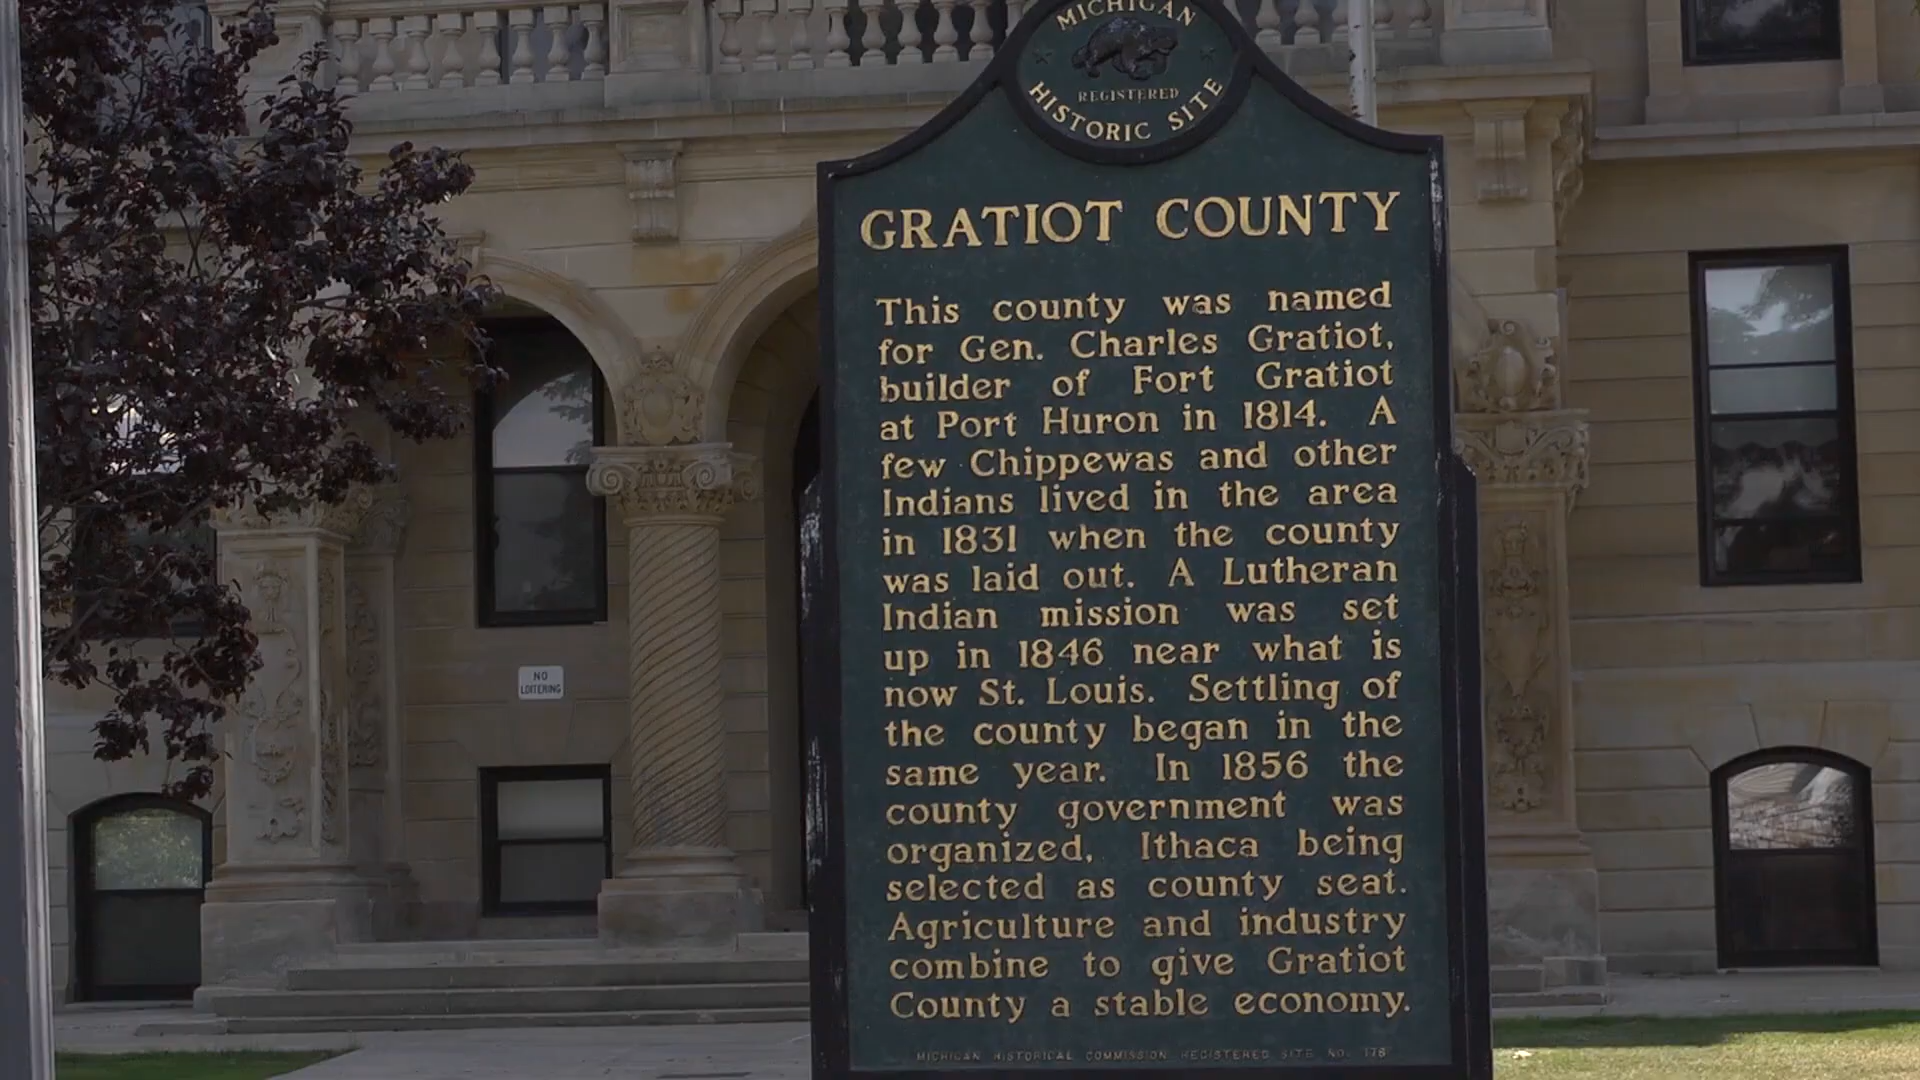 MICHIGAN
REGISTERED
HISTORIC SITE
GRATIOT COUNTY
This county was named
for Gen. Charles Gratiot,
builder of Fort Gratiot
at Port Huron in 1814. A
few Chippewas and other
Indians lived in the area
in 1831 when the county
was laid out. A Lutheran
Indian mission was set
up in 1846 near what is
now St. Louis. Settling of
the county began in the
same year. In 1856 the
county government was
organized, Ithaca being
selected as county seat.
Agriculture and industry
combine to give Gratiot
County a stable economy.
MICHIGAN HISTORICAL COMMISSION REGISTERED SITE NO. 176
NO
LOITERING